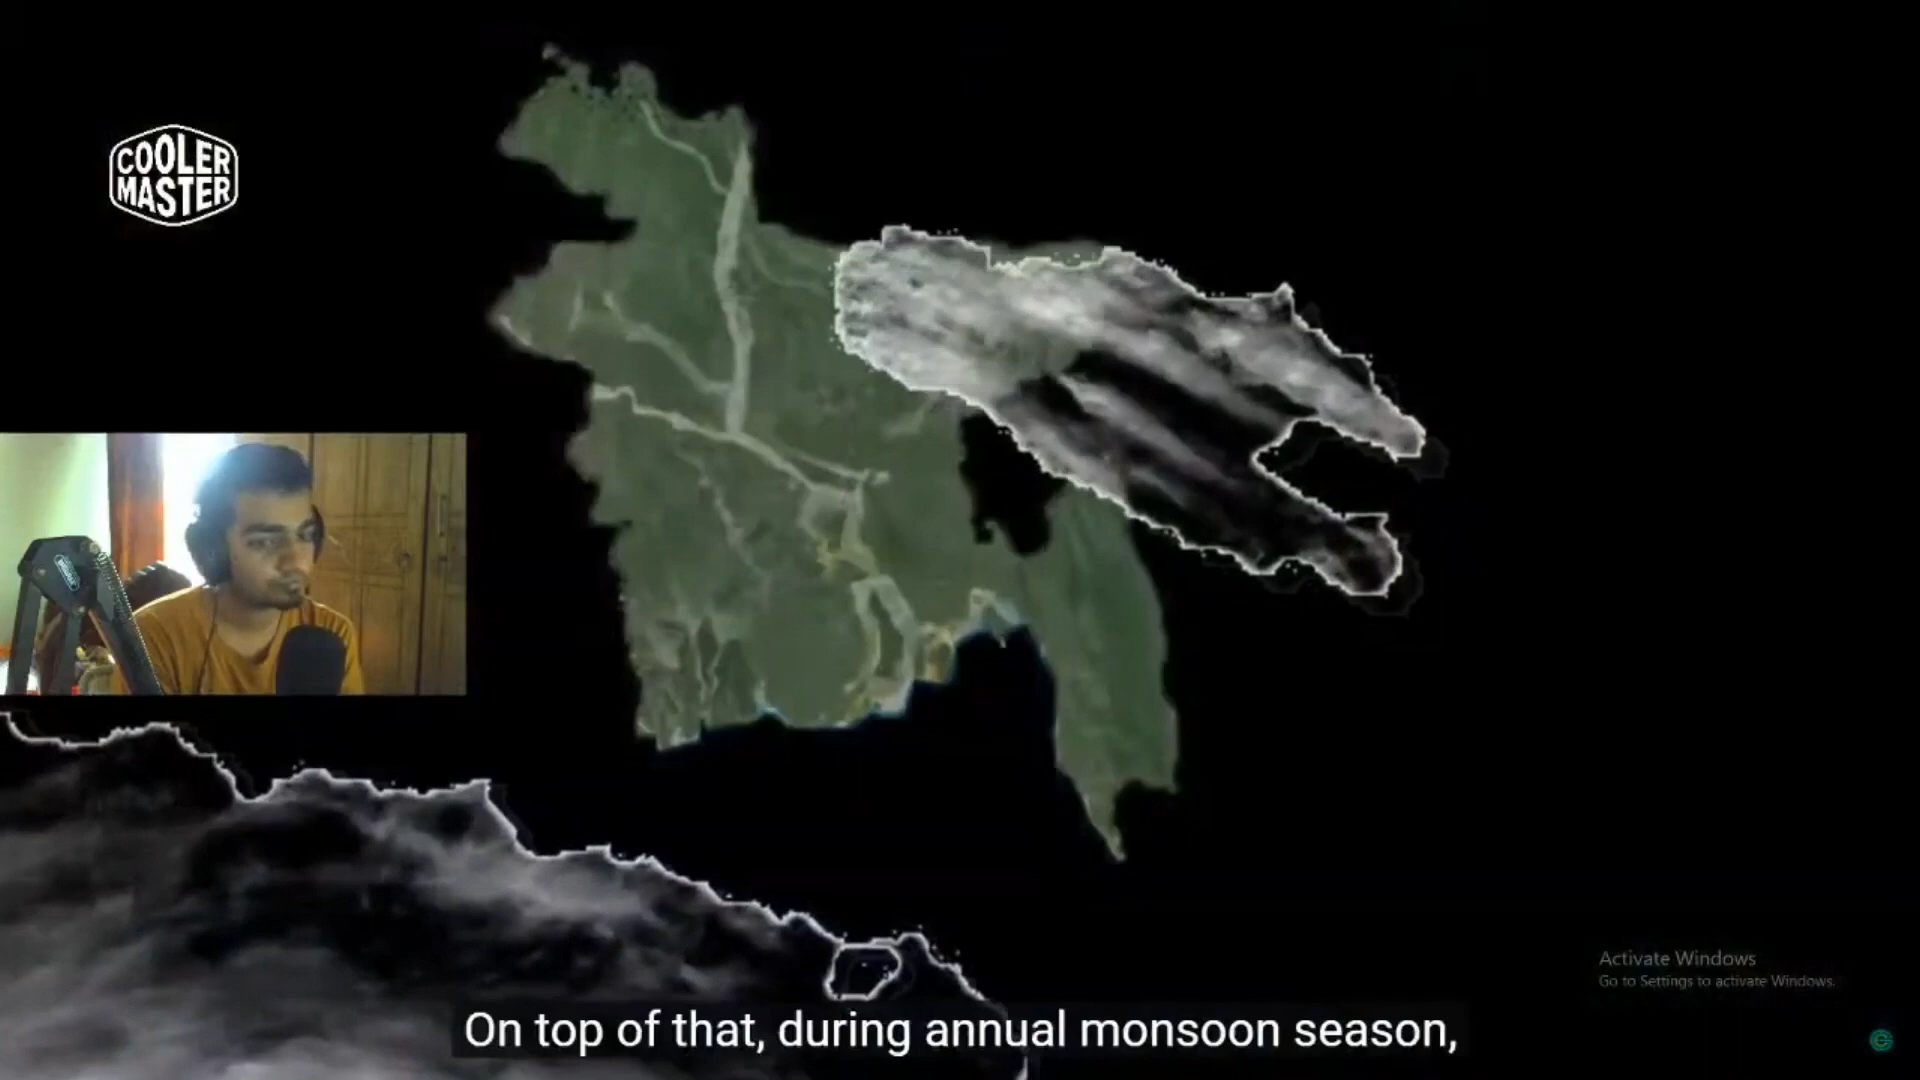 COOLER
MASTER
Activate Windows
Go to Settings to activate Windows.
On top of that, during annual monsoon season,